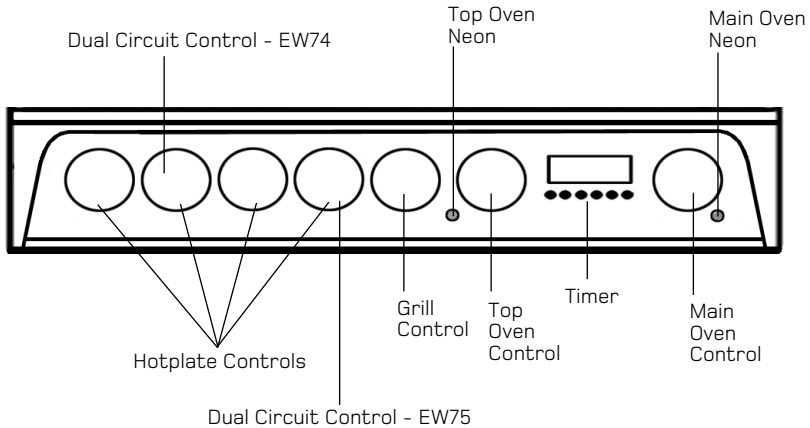 Top Oven
Neon
Main Oven
Neon
Dual Circuit Control - EW74
Grill
Control
Top
Oven
Control
Timer
Main
Oven
Control
Hotplate Controls
Dual Circuit Control - EW75